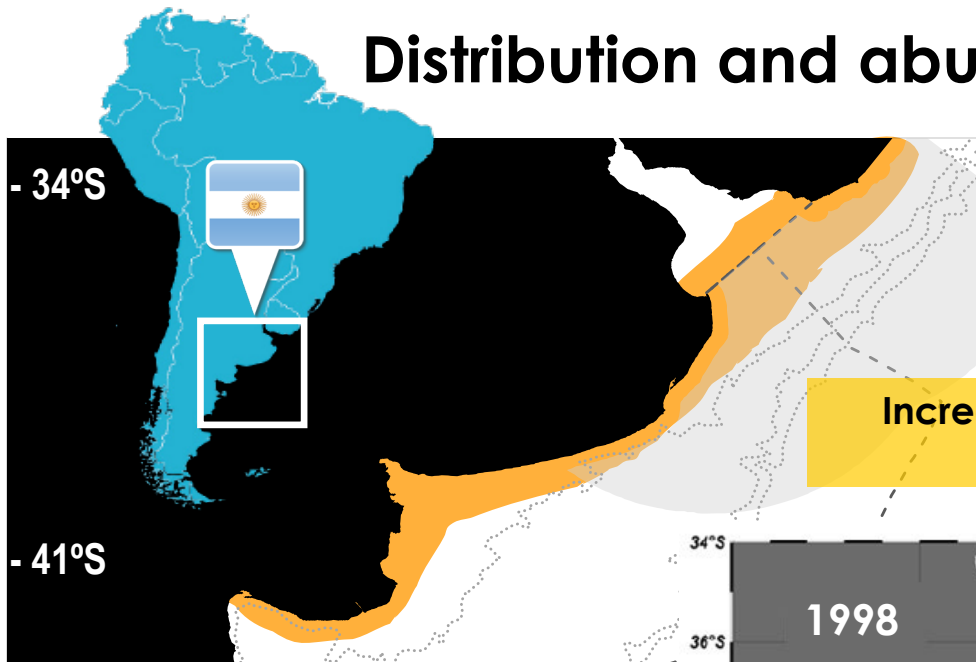 Distribution and abu
- 34ºS
Incre
- 41ºS
34°S
1998
36°S